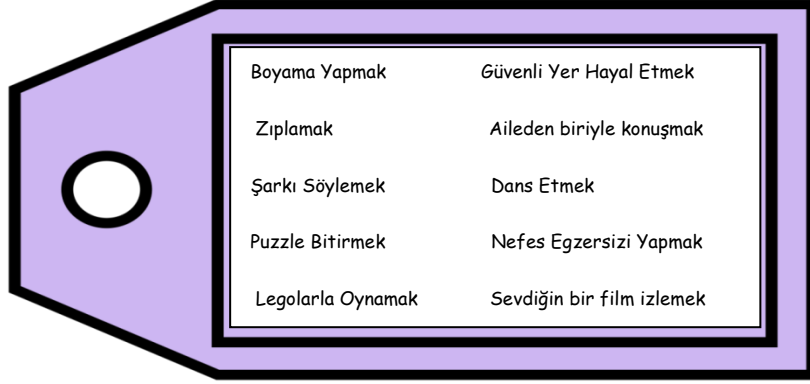 Boyama Yapmak
Güvenli Yer Hayal Etmek
Zıplamak
Aileden biriyle konuşmak
Şarkı Söylemek
Dans Etmek
Puzzle Bitirmek
Nefes Egzersizi Yapmak
Legolarla Oynamak
Sevdiğin bir film izlemek